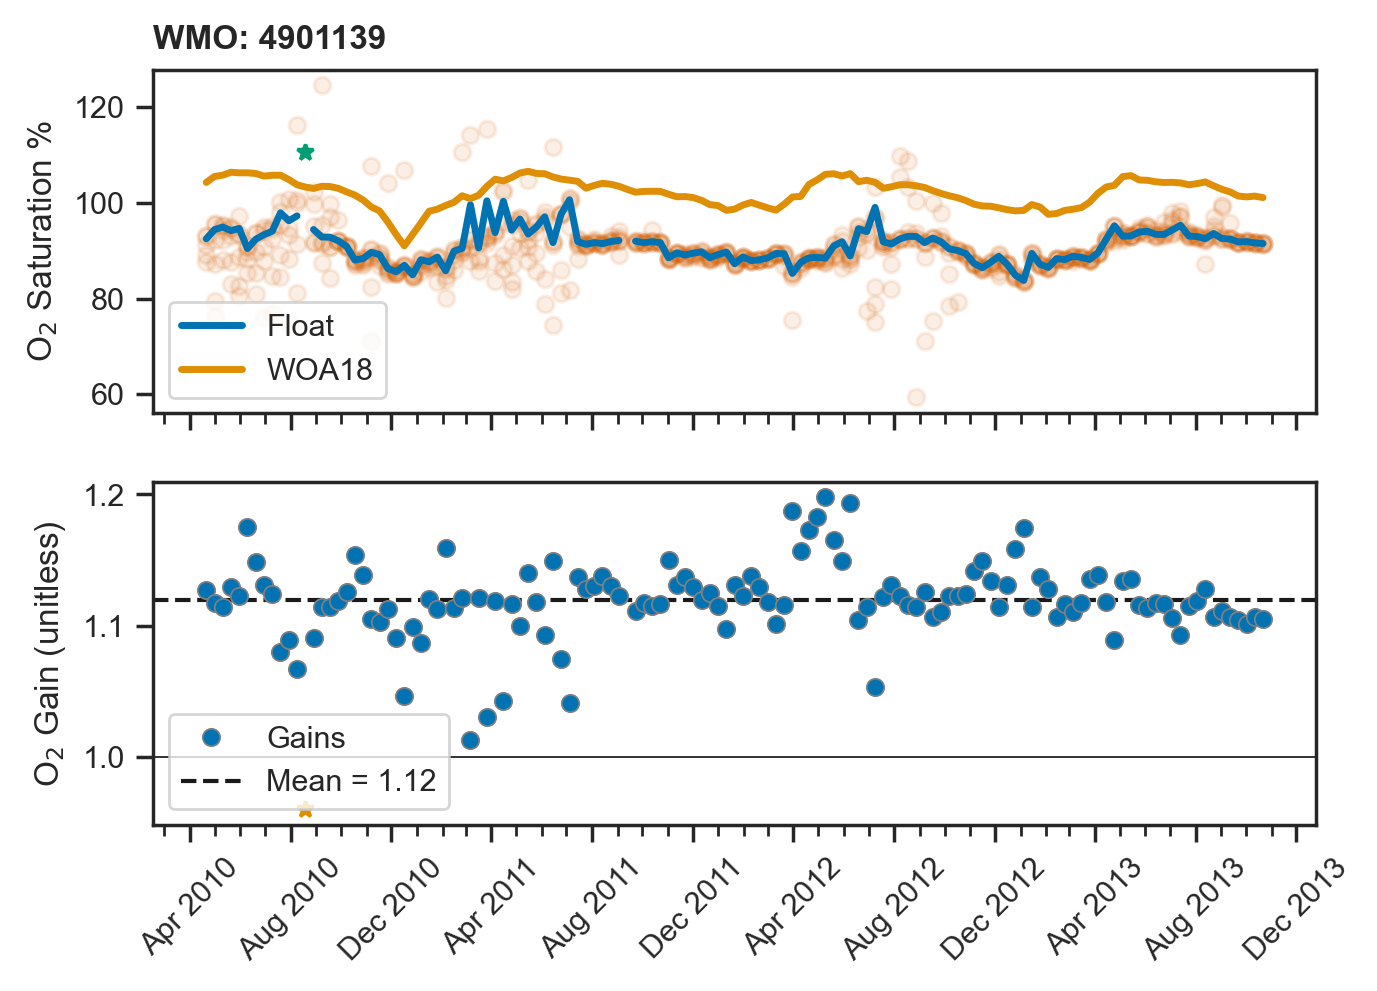 WMO: 4901139
O₂ Saturation %
120
100
80
60
Float
WOA18
O₂ Gain (unitless)
1.2
1.1
1.0
Gains
Mean = 1.12
Apr 2010
Aug 2010
Dec 2010
Apr 2011
Aug 2011
Dec 2011
Apr 2012
Aug 2012
Dec 2012
Apr 2013
Aug 2013
Dec 2013